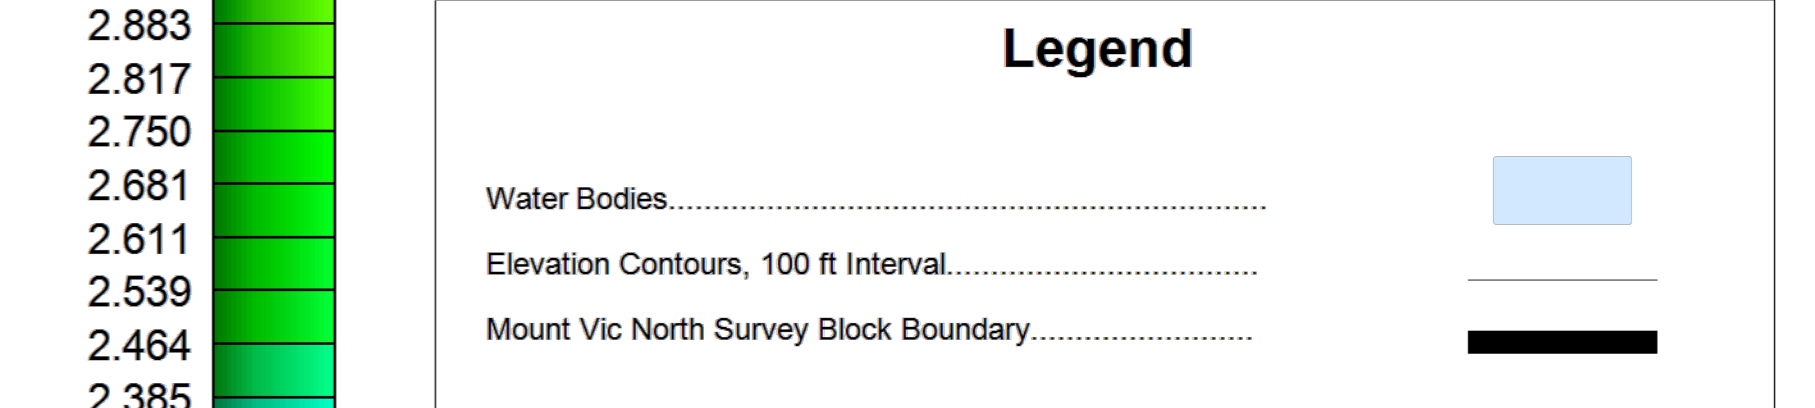 2.883
2.817
2.750
2.681
2.611
2.539
2.464
2.385
Legend
Water Bodies..................................................................
Elevation Contours, 100 ft Interval..................................
Mount Vic North Survey Block Boundary........................